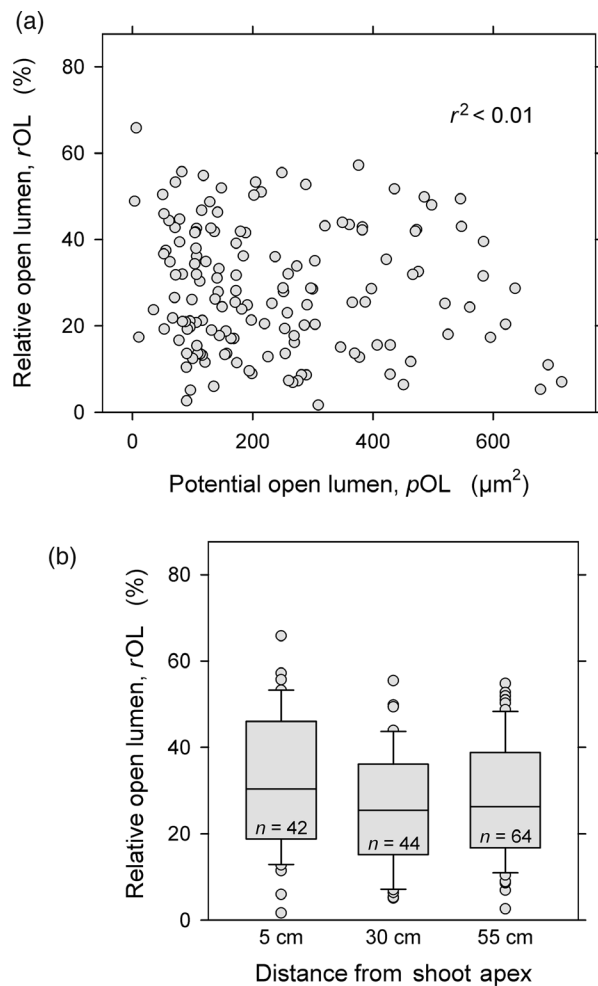 (a)
80
60
40
20
0
Relative open lumen, rOL (%)
r² < 0.01
0 200 400 600
Potential open lumen, pOL (µm²)
(b)
80
60
40
20
0
Relative open lumen, rOL (%)
n = 42 n = 44 n = 64
5 cm 30 cm 55 cm
Distance from shoot apex